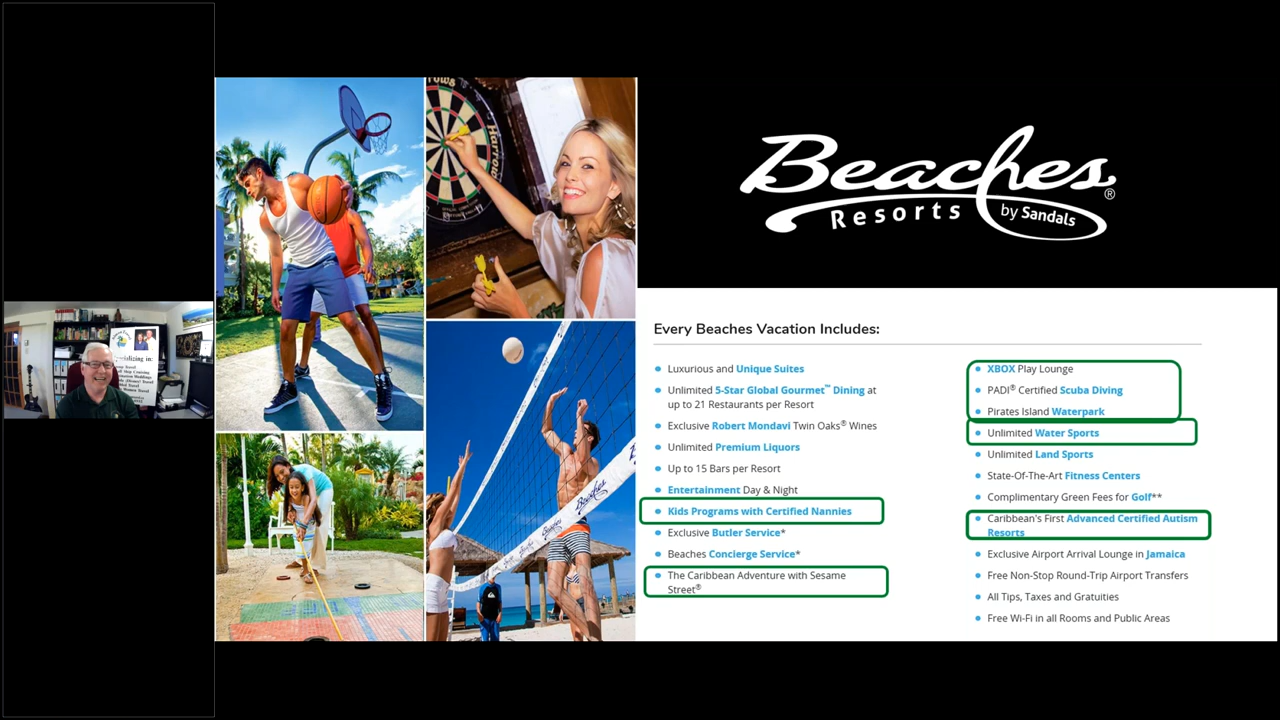 Specializing in:
Harrows
Beaches
Beaches®
Resorts by Sandals
Every Beaches Vacation Includes:
Luxurious and Unique Suites
Unlimited 5-Star Global Gourmet™ Dining at
up to 21 Restaurants per Resort
Exclusive Robert Mondavi Twin Oaks® Wines
Unlimited Premium Liquors
Up to 15 Bars per Resort
Entertainment Day & Night
Kids Programs with Certified Nannies
Exclusive Butler Service*
Beaches Concierge Service*
The Caribbean Adventure with Sesame
Street®
XBOX Play Lounge
PADI® Certified Scuba Diving
Pirates Island Waterpark
Unlimited Water Sports
Unlimited Land Sports
State-Of-The-Art Fitness Centers
Complimentary Green Fees for Golf**
Caribbean's First Advanced Certified Autism
Resorts
Exclusive Airport Arrival Lounge in Jamaica
Free Non-Stop Round-Trip Airport Transfers
All Tips, Taxes and Gratuities
Free Wi-Fi in all Rooms and Public Areas